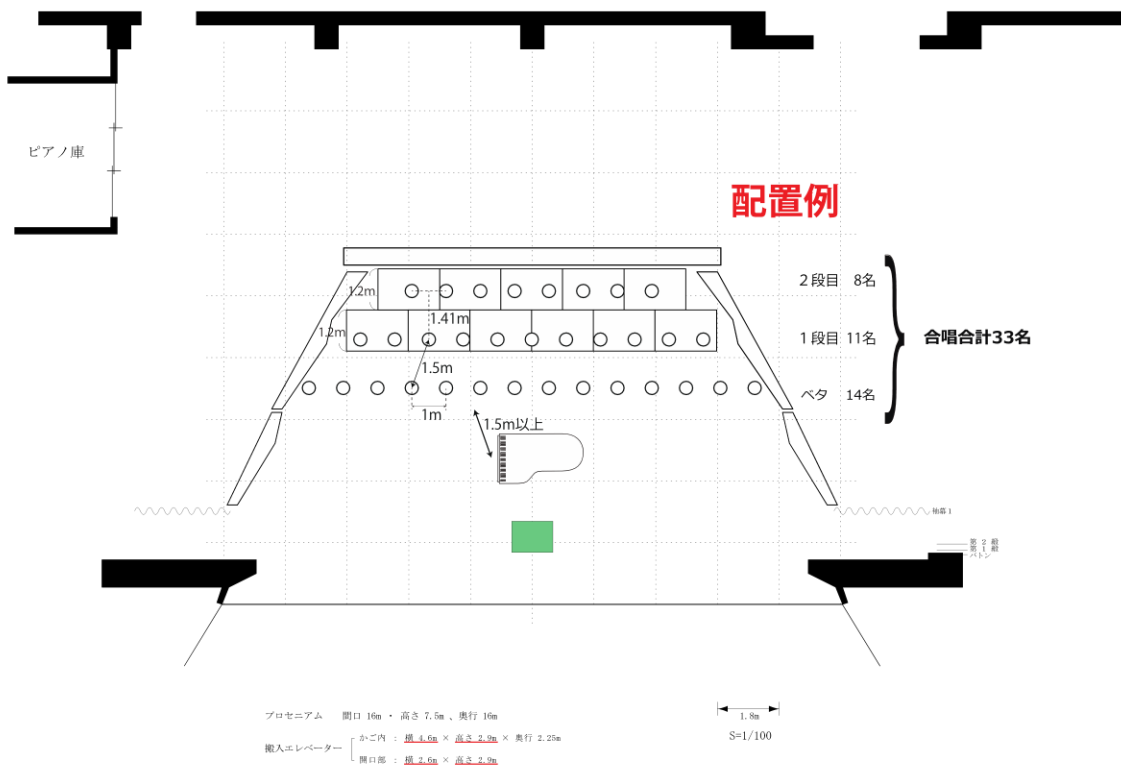 ピアノ庫
配置例
2段目 8名
1.2m
1.41m
1.2m
1段目 11名
合唱合計33名
1.5m
ベタ 14名
1m
1.5m以上
袖幕1
第2緞
第1緞
バトン
プロセニアム 間口 16m ・ 高さ 7.5m 、奥行 16m
搬入エレベーター
かご内 : 横 4.6m × 高さ 2.9m × 奥行 2.25m
開口部 : 横 2.6m × 高さ 2.9m
1.8m
S=1/100